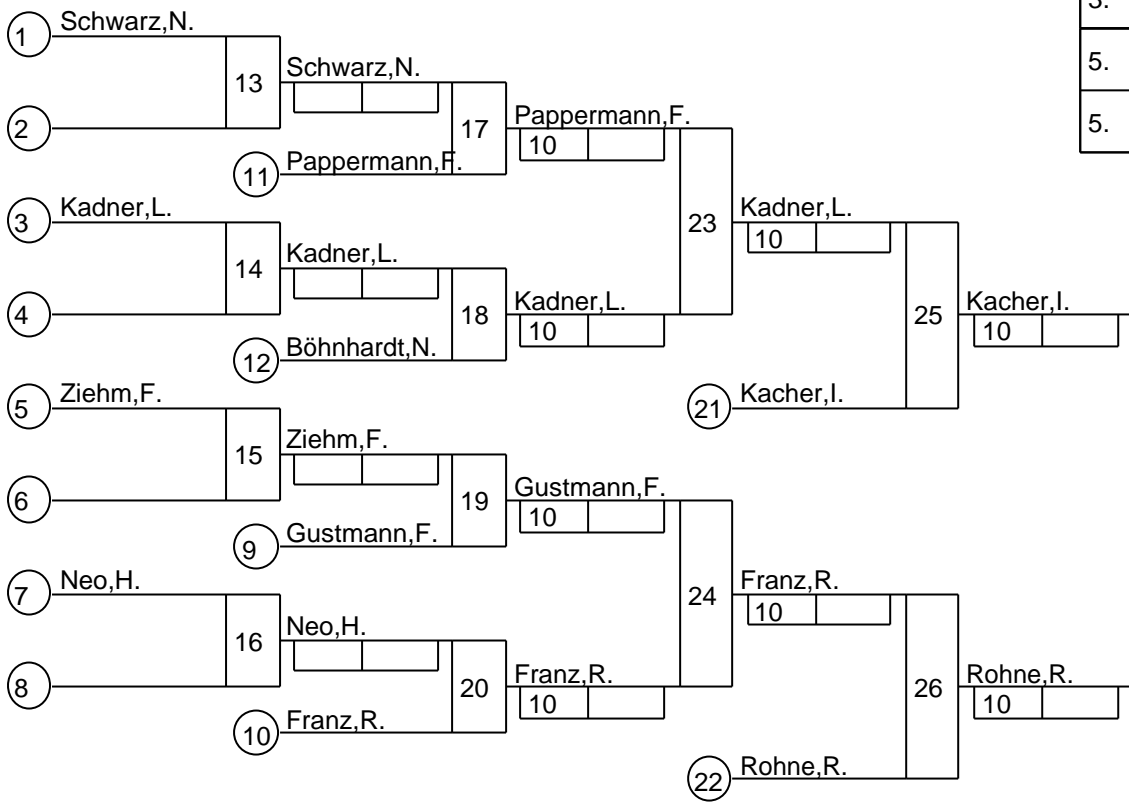 3.
1 Schwarz,N.
13
Schwarz,N.
5.
2
17
Pappermann,F.
10
5.
11 Pappermann,F.
3 Kadner,L.
23
Kadner,L.
10
14
Kadner,L.
4
18
Kadner,L.
10
25
Kacher,I.
10
12 Böhnhardt,N.
5 Ziehm,F.
21 Kacher,I.
15
Ziehm,F.
6
19
Gustmann,F.
10
9 Gustmann,F.
7 Neo,H.
24
Franz,R.
10
16
Neo,H.
8
20
Franz,R.
10
26
Rohne,R.
10
10 Franz,R.
22 Rohne,R.